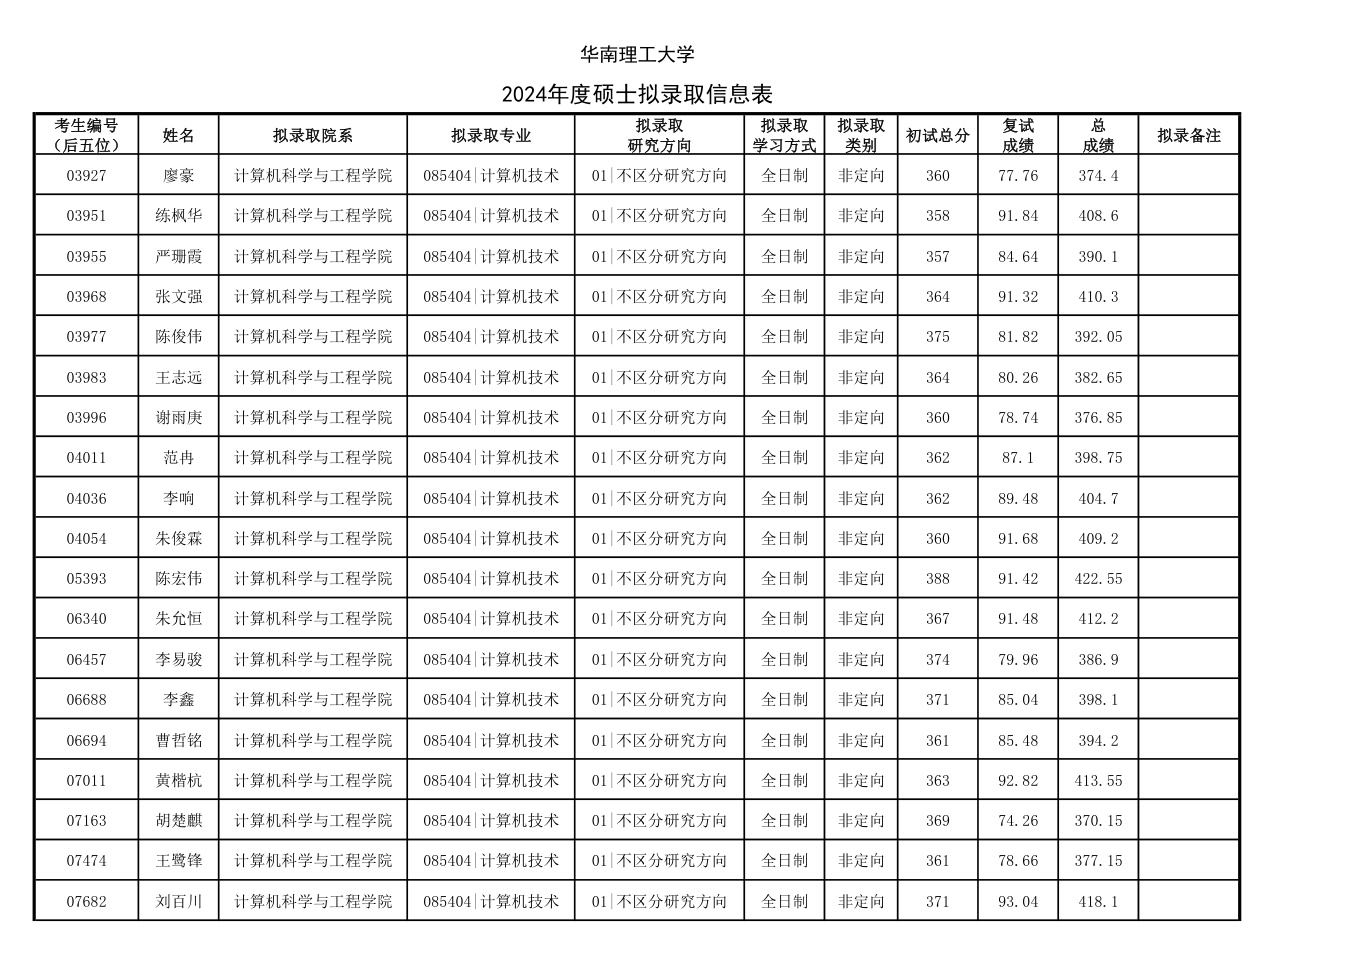 华南理工大学
2024年度硕士拟录取信息表
考生编号（后五位） 姓名 拟录取院系 拟录取专业 拟录取研究方向 拟录取学习方式 拟录取类别 初试总分 复试成绩 总成绩 拟录备注
03927 廖豪 计算机科学与工程学院 085404|计算机技术 01|不区分研究方向 全日制 非定向 360 77.76 374.4
03951 练枫华 计算机科学与工程学院 085404|计算机技术 01|不区分研究方向 全日制 非定向 358 91.84 408.6
03955 严珊霞 计算机科学与工程学院 085404|计算机技术 01|不区分研究方向 全日制 非定向 357 84.64 390.1
03968 张文强 计算机科学与工程学院 085404|计算机技术 01|不区分研究方向 全日制 非定向 364 91.32 410.3
03977 陈俊伟 计算机科学与工程学院 085404|计算机技术 01|不区分研究方向 全日制 非定向 375 81.82 392.05
03983 王志远 计算机科学与工程学院 085404|计算机技术 01|不区分研究方向 全日制 非定向 364 80.26 382.65
03996 谢雨庚 计算机科学与工程学院 085404|计算机技术 01|不区分研究方向 全日制 非定向 360 78.74 376.85
04011 范冉 计算机科学与工程学院 085404|计算机技术 01|不区分研究方向 全日制 非定向 362 87.1 398.75
04036 李响 计算机科学与工程学院 085404|计算机技术 01|不区分研究方向 全日制 非定向 362 89.48 404.7
04054 朱俊霖 计算机科学与工程学院 085404|计算机技术 01|不区分研究方向 全日制 非定向 360 91.68 409.2
05393 陈宏伟 计算机科学与工程学院 085404|计算机技术 01|不区分研究方向 全日制 非定向 388 91.42 422.55
06340 朱允恒 计算机科学与工程学院 085404|计算机技术 01|不区分研究方向 全日制 非定向 367 91.48 412.2
06457 李易骏 计算机科学与工程学院 085404|计算机技术 01|不区分研究方向 全日制 非定向 374 79.96 386.9
06688 李鑫 计算机科学与工程学院 085404|计算机技术 01|不区分研究方向 全日制 非定向 371 85.04 398.1
06694 曹哲铭 计算机科学与工程学院 085404|计算机技术 01|不区分研究方向 全日制 非定向 361 85.48 394.2
07011 黄楷杭 计算机科学与工程学院 085404|计算机技术 01|不区分研究方向 全日制 非定向 363 92.82 413.55
07163 胡楚麒 计算机科学与工程学院 085404|计算机技术 01|不区分研究方向 全日制 非定向 369 74.26 370.15
07474 王鹭锋 计算机科学与工程学院 085404|计算机技术 01|不区分研究方向 全日制 非定向 361 78.66 377.15
07682 刘百川 计算机科学与工程学院 085404|计算机技术 01|不区分研究方向 全日制 非定向 371 93.04 418.1